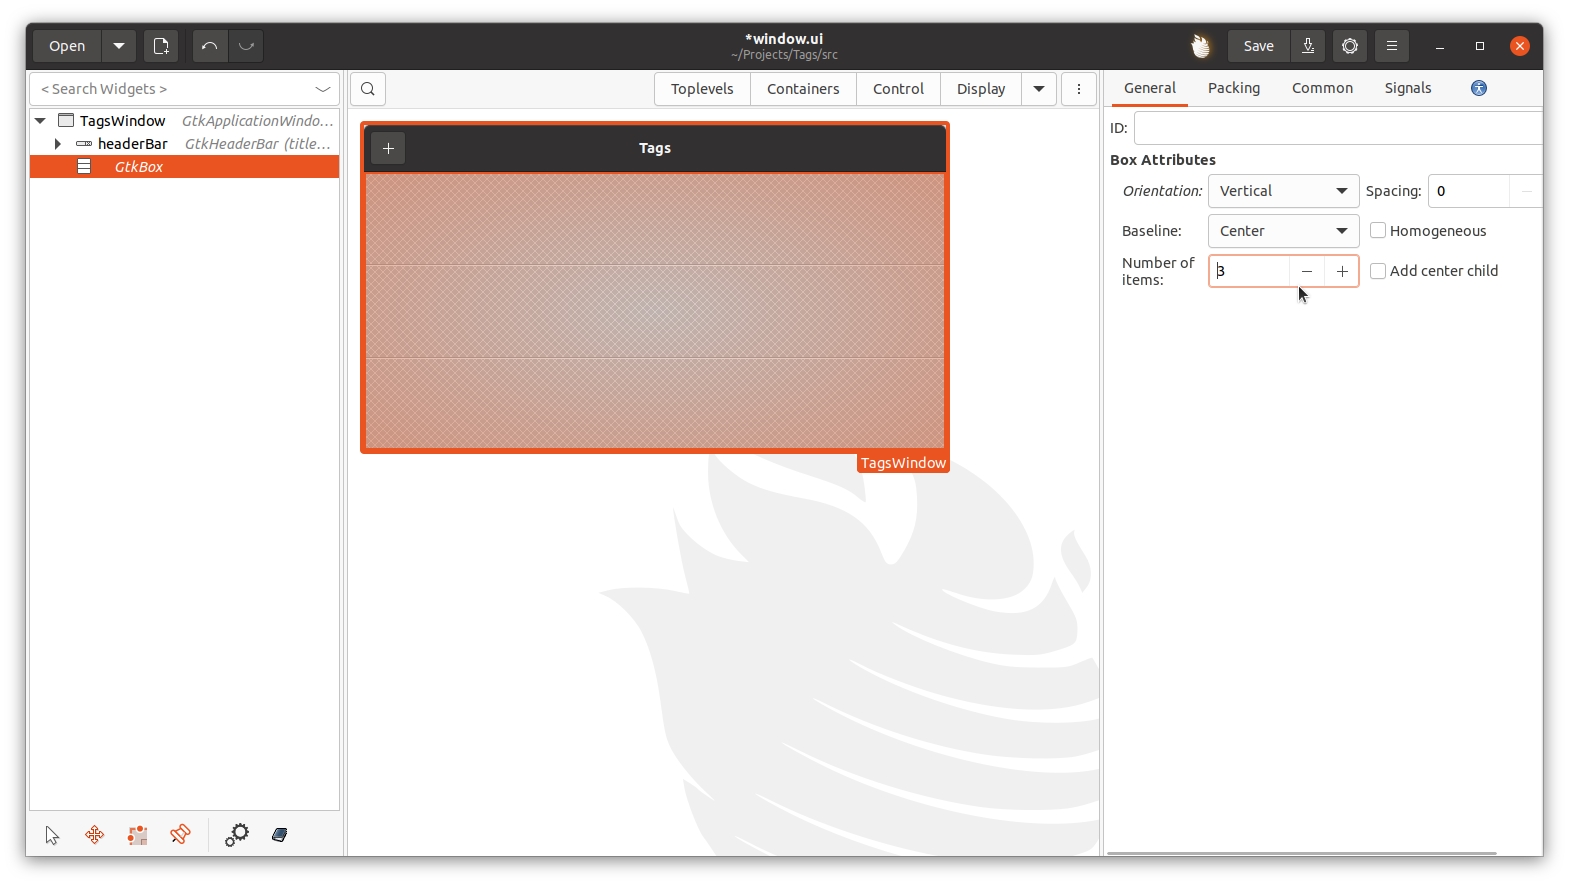 Open
*window.ui
~/Projects/Tags/src
Save
< Search Widgets >
Toplevels
Containers
Control
Display
General
Packing
Common
Signals
TagsWindow GtkApplicationWindo...
headerBar GtkHeaderBar (title...
GtkBox
Tags
TagsWindow
ID:
Box Attributes
Orientation: Vertical Spacing: 0
Baseline: Center Homogeneous
Number of
items: 3 Add center child